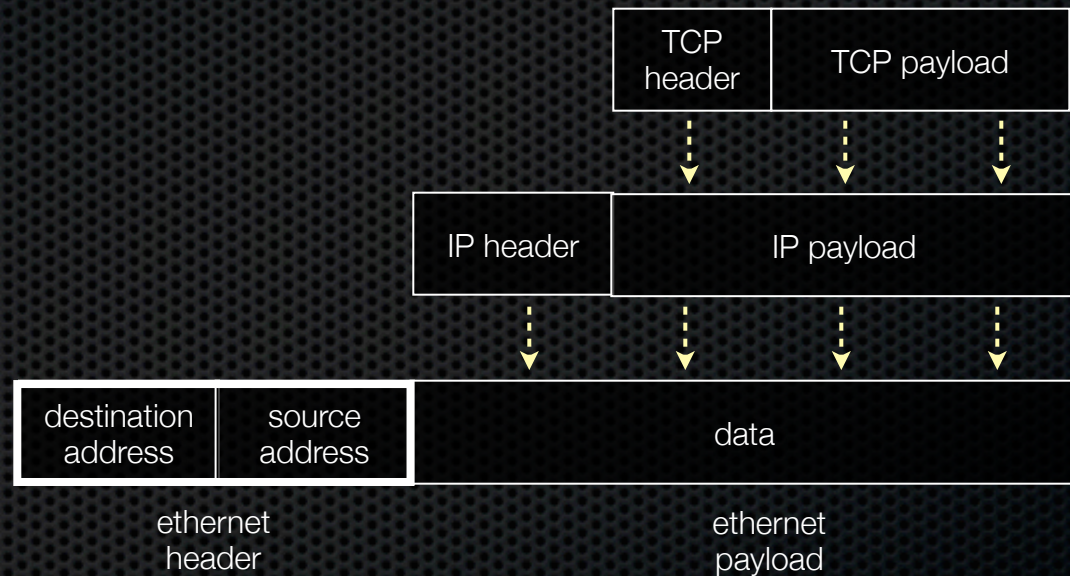 TCP
header
TCP payload
IP header
IP payload
destination
address
source
address
data
ethernet
header
ethernet
payload